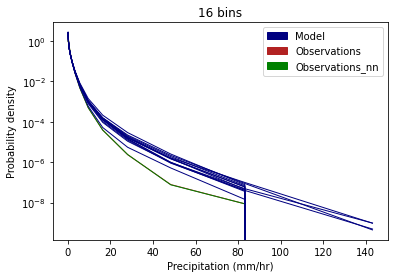 16 bins
Model
Observations
Observations_nn
Probability density
10⁰
10⁻²
10⁻⁴
10⁻⁶
10⁻⁸
0 20 40 60 80 100 120 140
Precipitation (mm/hr)